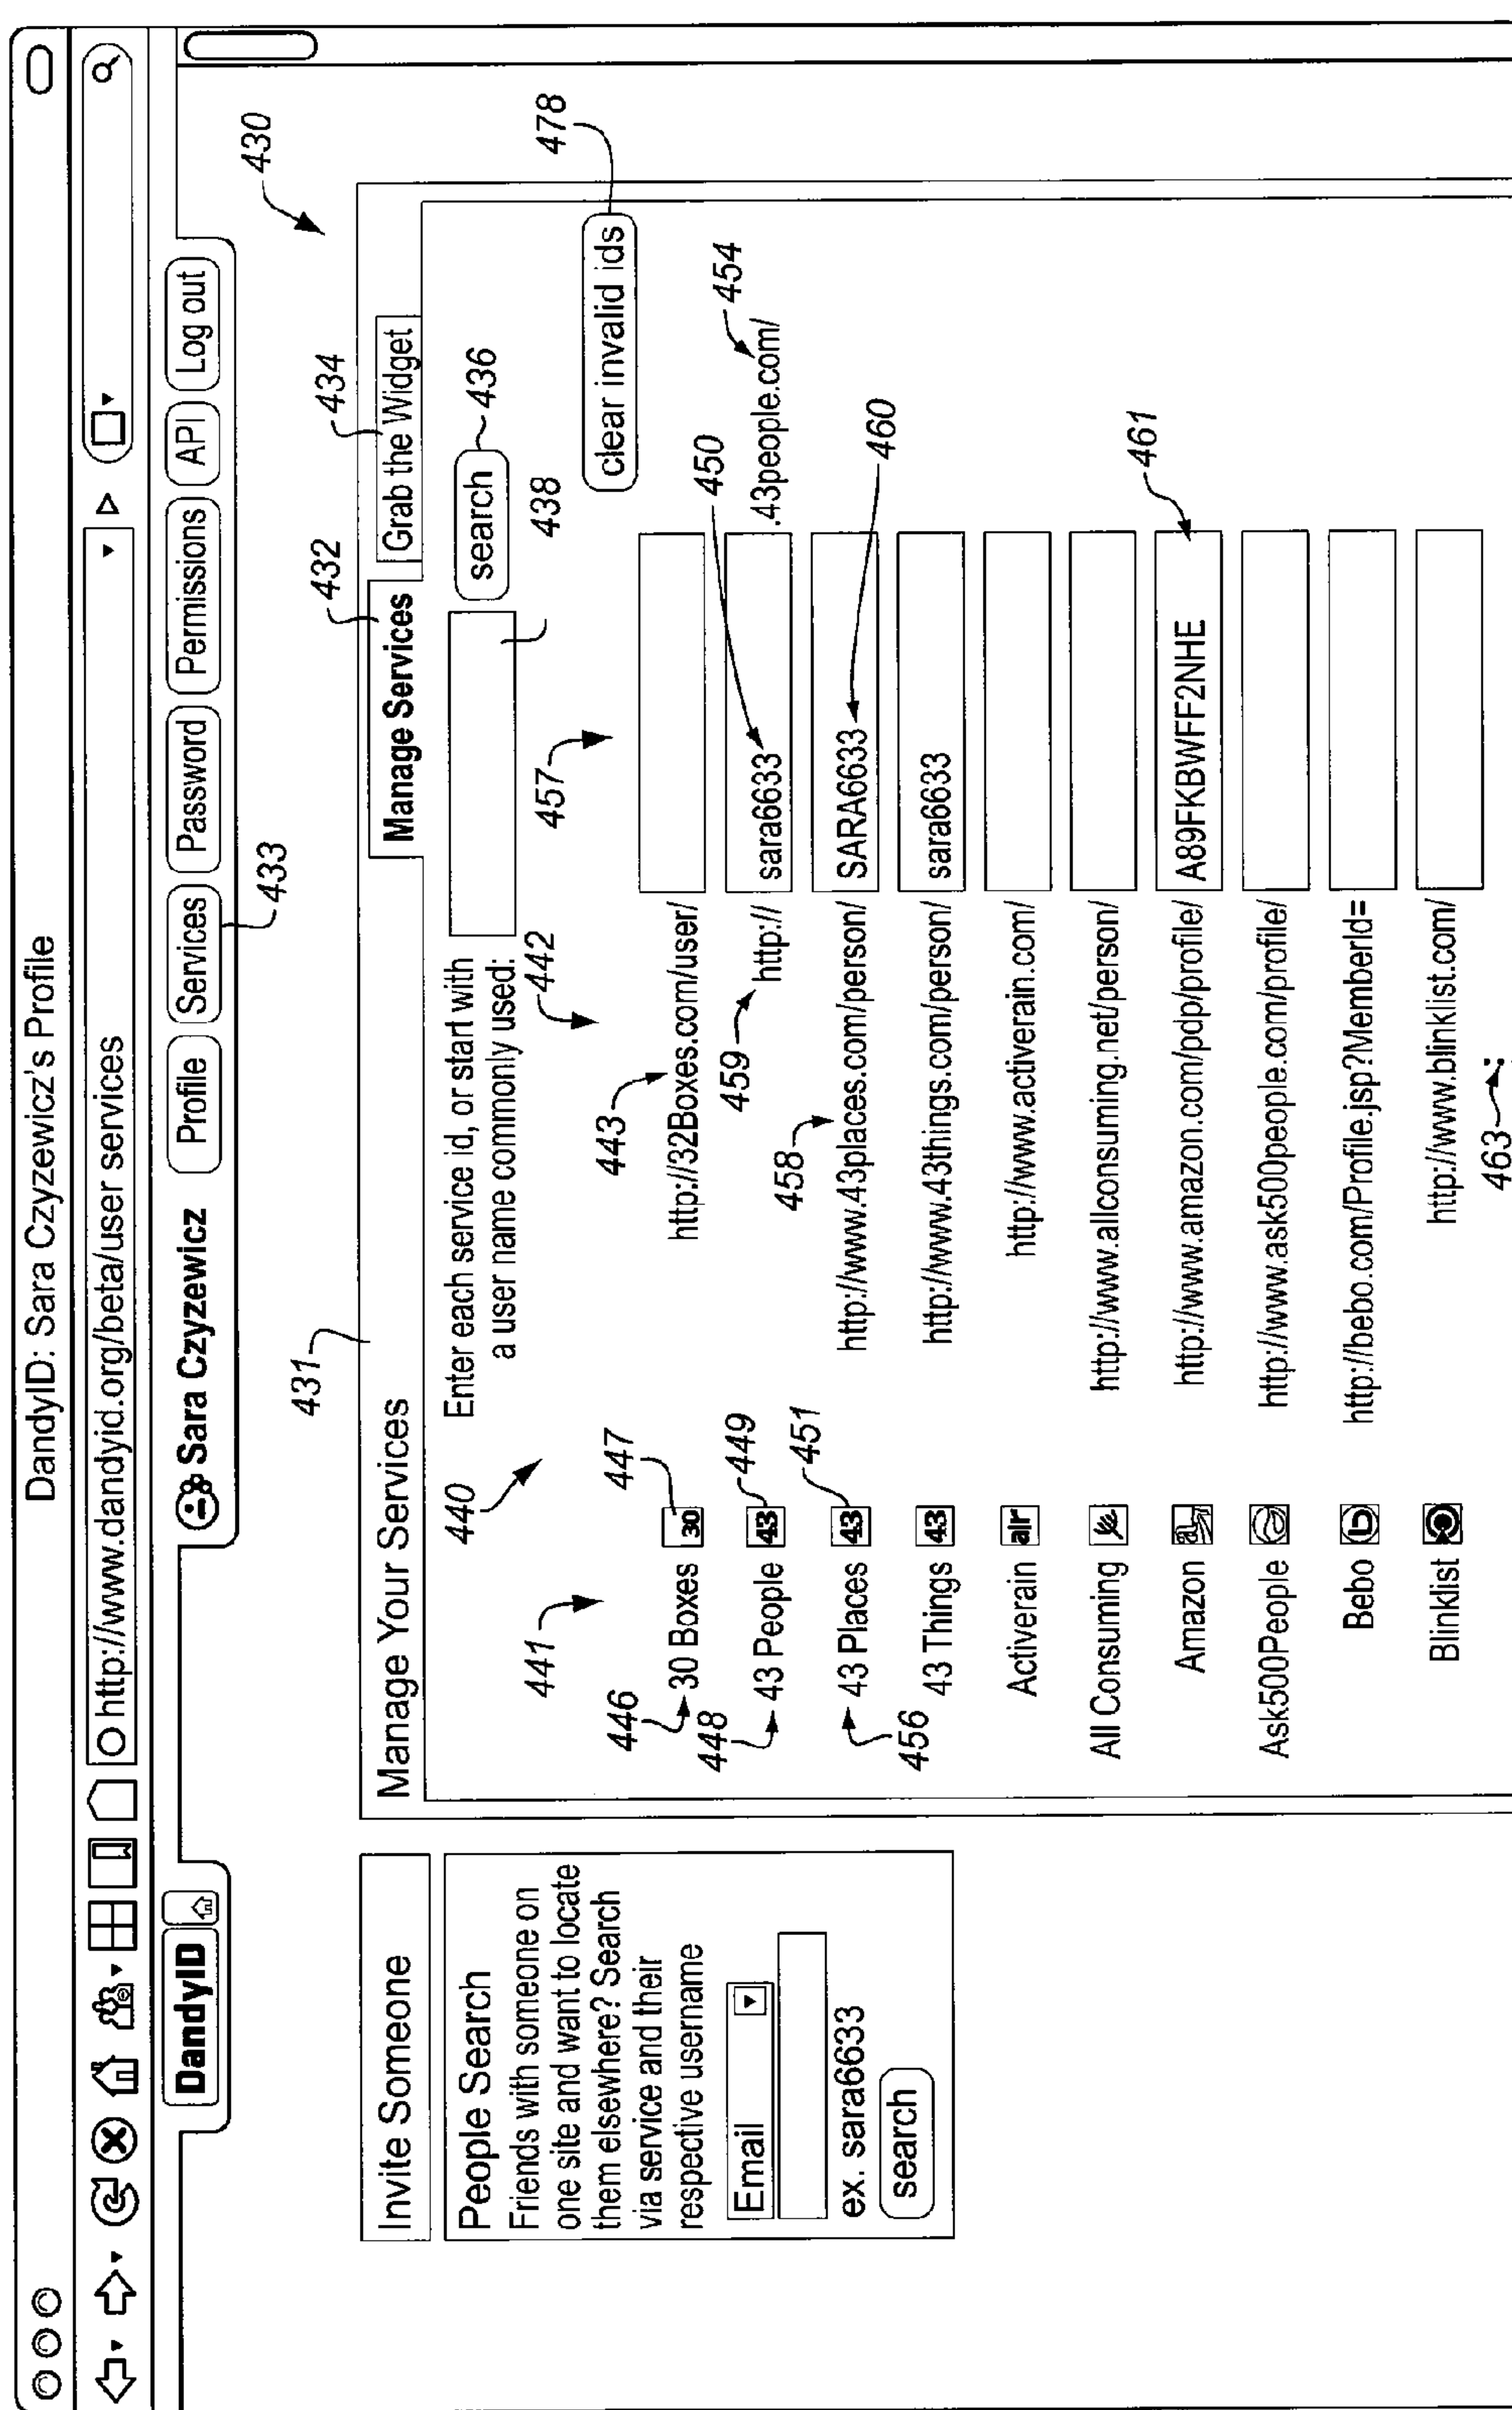 DandyID: Sara Czyzewicz's Profile
http://www.dandyid.org/beta/user services
DandyID
Sara Czyzewicz
Profile
Services
Password
Permissions
API
Log out
433
430
Invite Someone
People Search
Friends with someone on
one site and want to locate
them elsewhere? Search
via service and their
respective username
Email
ex. sara6633
search
431
432
434
Manage Your Services
Manage Services
Grab the Widget
440
Enter each service id, or start with
a user name commonly used:
search
436
438
442
457
478
clear invalid ids
441
443
446
447
30 Boxes 30 http://32Boxes.com/user/
448
449
459
450
454
43 People 43 http:// sara6633 .43people.com/
456
451
458
460
43 Places 43 http://www.43places.com/person/ SARA6633
43 Things 43 http://www.43things.com/person/ sara6633
Activerain air http://www.activerain.com/
All Consuming http://www.allconsuming.net/person/
461
Amazon http://www.amazon.com/pdp/profile/ A89FKBWFF2NHE
Ask500People http://www.ask500people.com/profile/
Bebo b http://bebo.com/Profile.jsp?MemberId=
Blinklist http://www.blinklist.com/
463